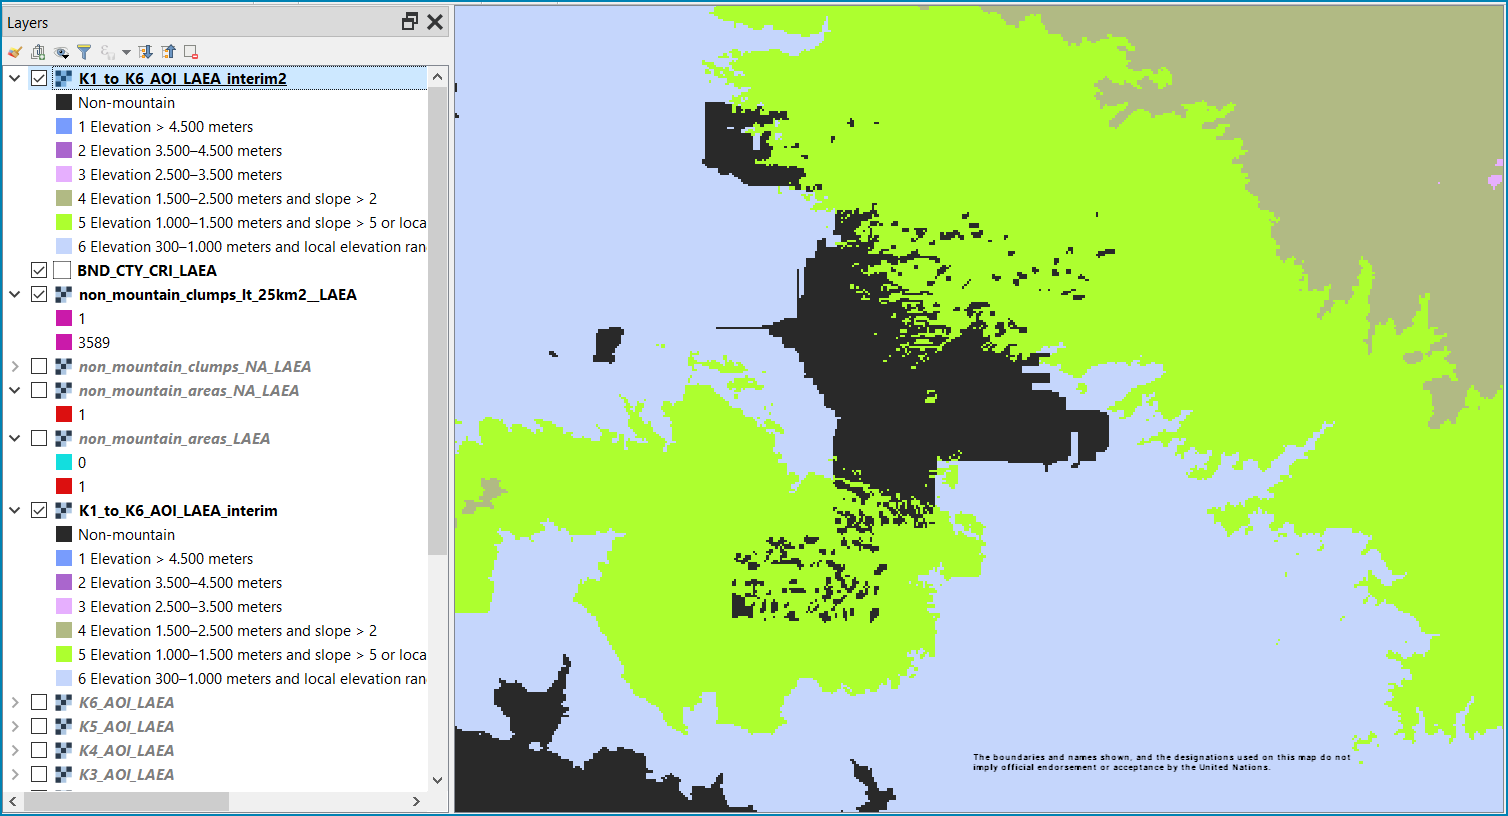 Layers
K1_to_K6_AOI_LAEA_interim2
Non-mountain
1 Elevation > 4.500 meters
2 Elevation 3.500–4.500 meters
3 Elevation 2.500–3.500 meters
4 Elevation 1.500–2.500 meters and slope > 2
5 Elevation 1.000–1.500 meters and slope > 5 or loca
6 Elevation 300–1.000 meters and local elevation ran
BND_CTY_CRI_LAEA
non_mountain_clumps_lt_25km2__LAEA
1
3589
non_mountain_clumps_NA_LAEA
non_mountain_areas_NA_LAEA
1
non_mountain_areas_LAEA
0
1
K1_to_K6_AOI_LAEA_interim
Non-mountain
1 Elevation > 4.500 meters
2 Elevation 3.500–4.500 meters
3 Elevation 2.500–3.500 meters
4 Elevation 1.500–2.500 meters and slope > 2
5 Elevation 1.000–1.500 meters and slope > 5 or loca
6 Elevation 300–1.000 meters and local elevation ran
K6_AOI_LAEA
K5_AOI_LAEA
K4_AOI_LAEA
K3_AOI_LAEA
The boundaries and names shown, and the designations used on this map do not
imply official endorsement or acceptance by the United Nations.